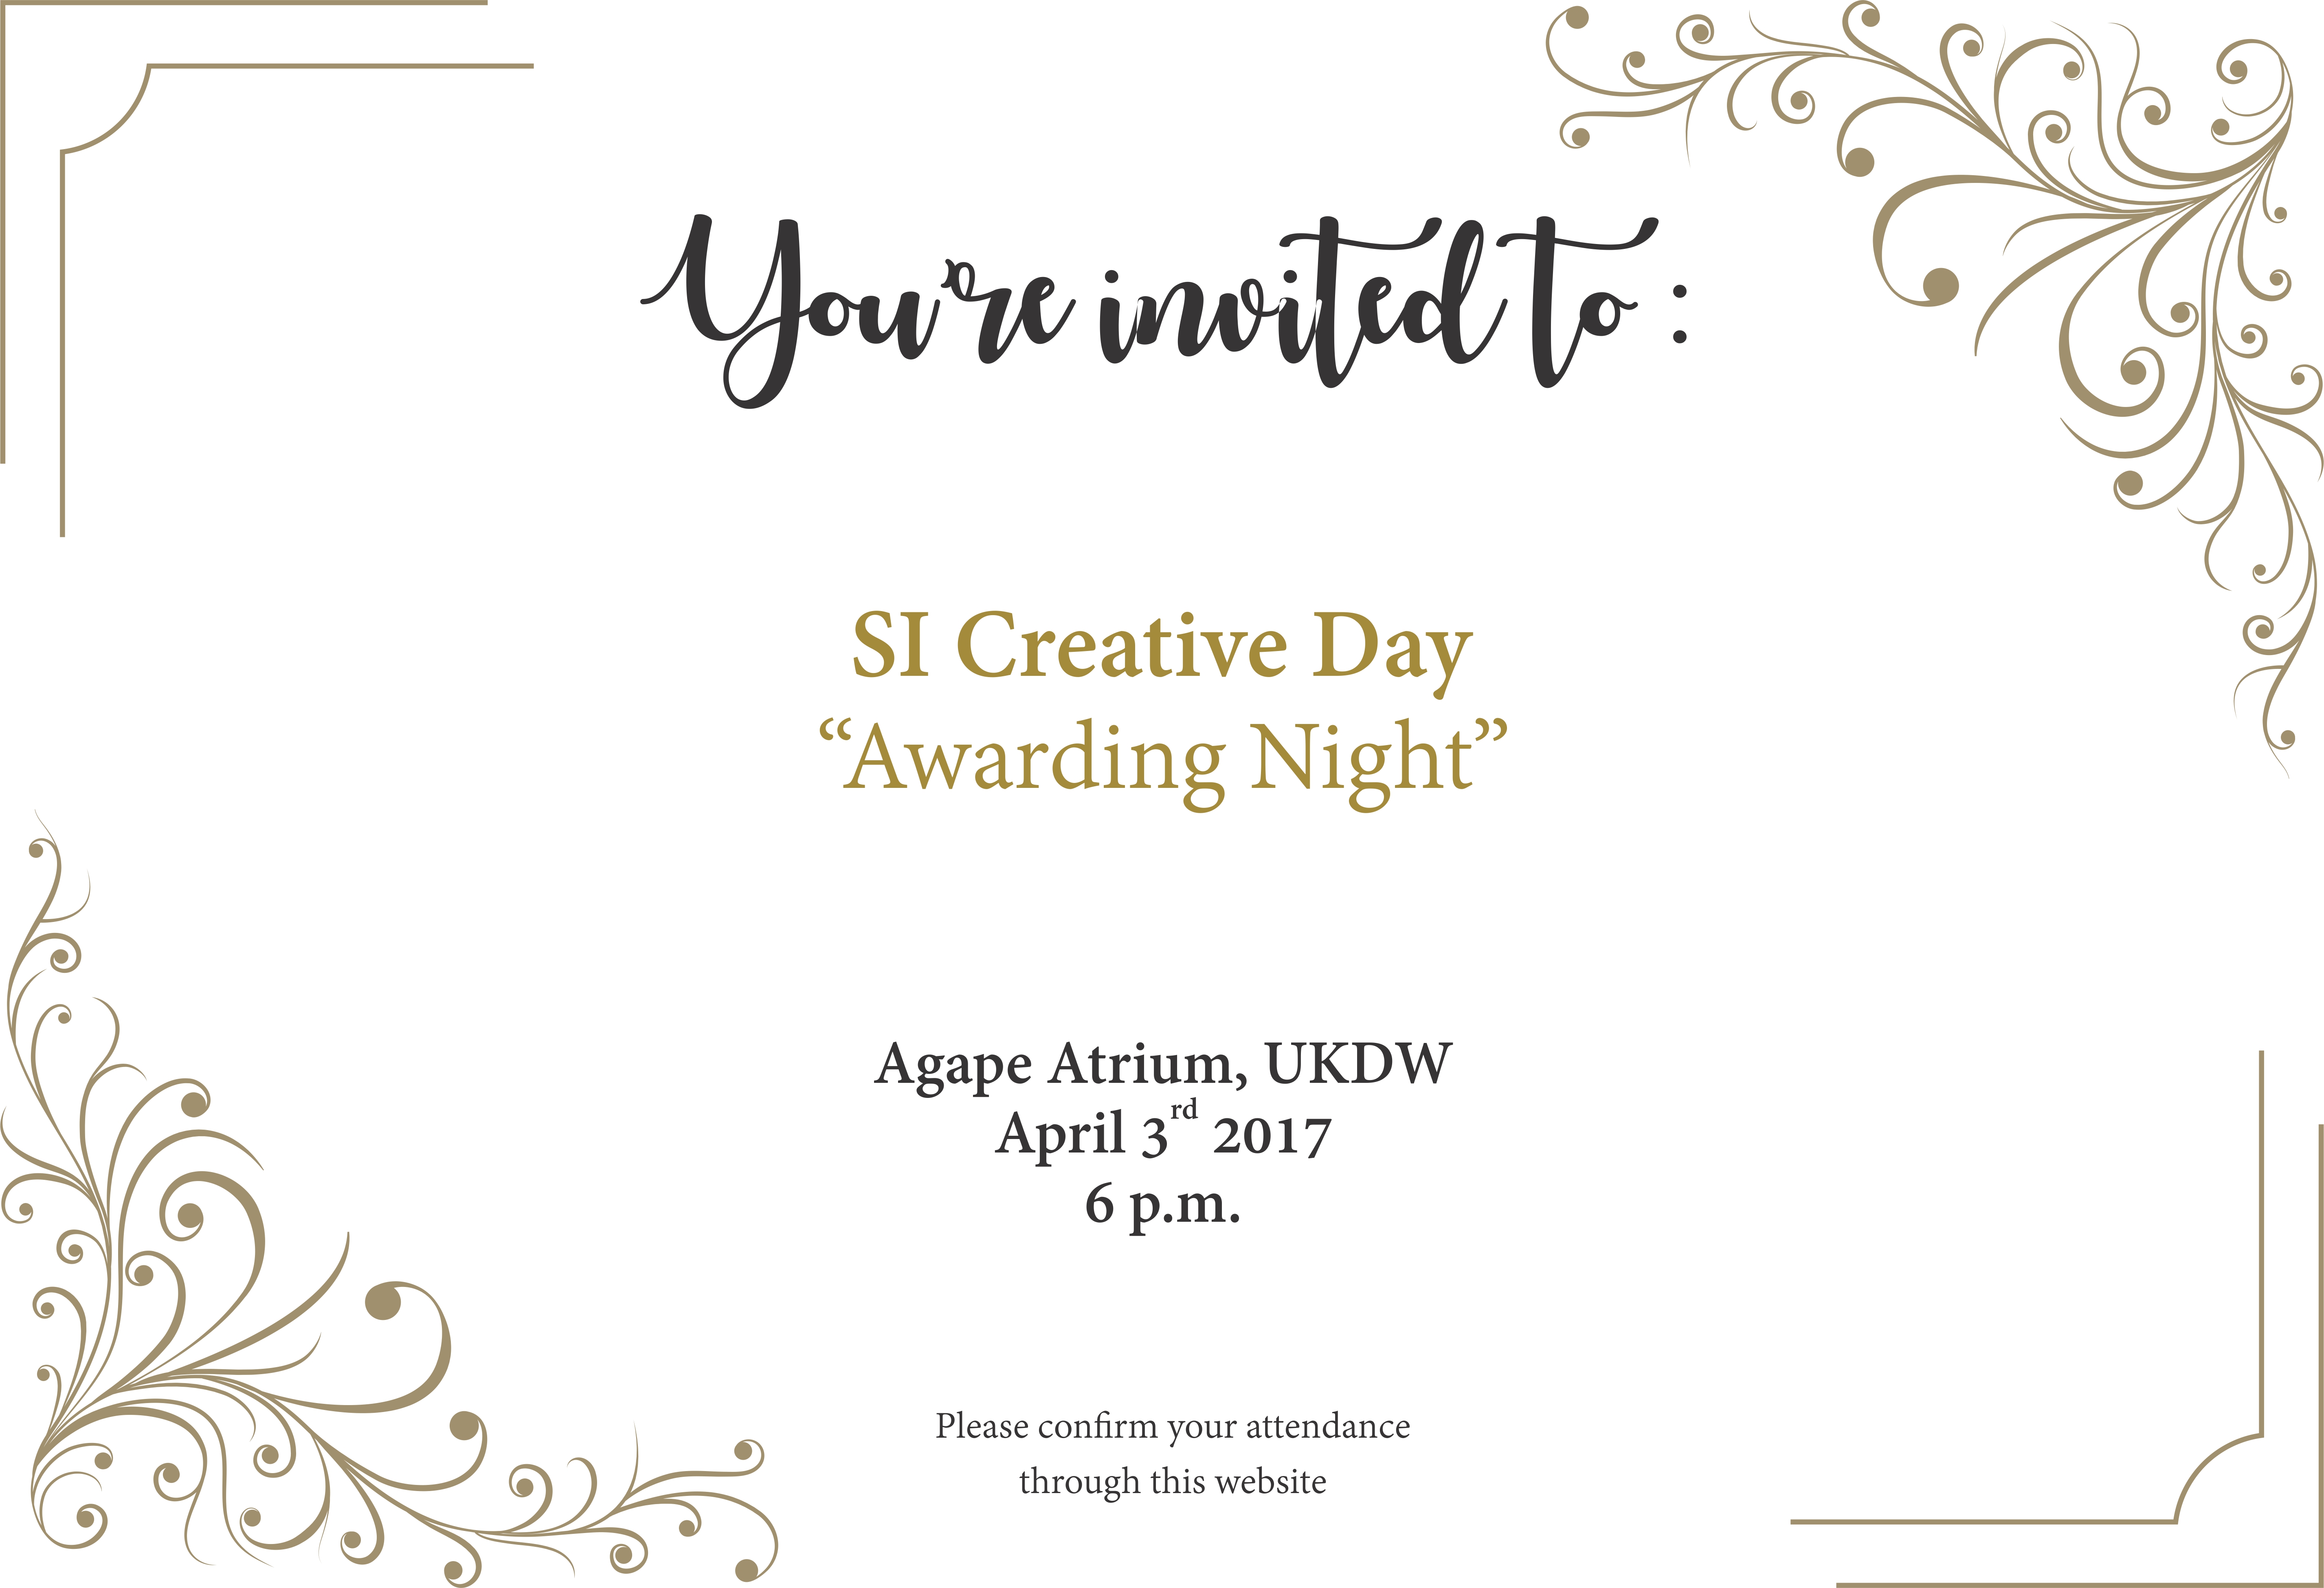 You're invited to :
SI Creative Day
“Awarding Night”
Agape Atrium, UKDW
April 3rd 2017
6 p.m.
Please confirm your attendance
through this website